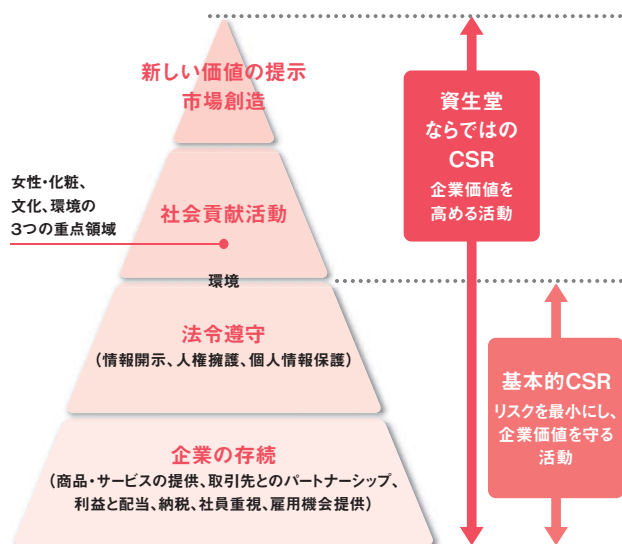 新しい価値の提示
市場創造
女性・化粧、
文化、環境の
3つの重点領域
社会貢献活動
環境
法令遵守
（情報開示、人権擁護、個人情報保護）
企業の存続
（商品・サービスの提供、取引先とのパートナーシップ、
利益と配当、納税、社員重視、雇用機会提供）
資生堂
ならではの
CSR
企業価値を
高める活動
基本的CSR
リスクを最小にし、
企業価値を守る
活動